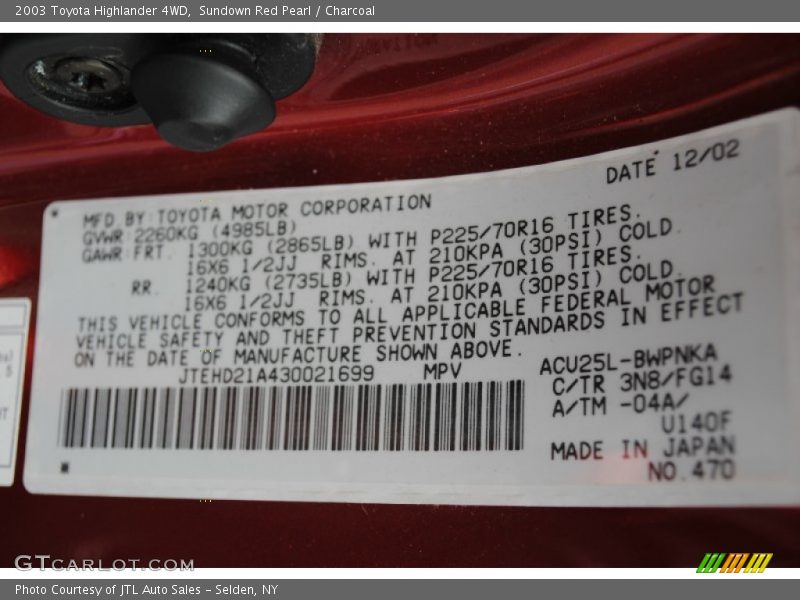 2003 Toyota Highlander 4WD, Sundown Red Pearl / Charcoal
DATE 12/02
MFD BY: TOYOTA MOTOR CORPORATION
GVWR: 2260KG (4985LB)
GAWR: FRT. 1300KG (2865LB) WITH P225/70R16 TIRES.
16X6 1/2JJ RIMS. AT 210KPA (30PSI) COLD.
RR. 1240KG (2735LB) WITH P225/70R16 TIRES.
16X6 1/2JJ RIMS. AT 210KPA (30PSI) COLD.
THIS VEHICLE CONFORMS TO ALL APPLICABLE FEDERAL MOTOR
VEHICLE SAFETY AND THEFT PREVENTION STANDARDS IN EFFECT
ON THE DATE OF MANUFACTURE SHOWN ABOVE.
JTEHD21A430021699 MPV
ACU25L-BWPNKA
C/TR 3N8/FG14
A/TM -04A/
U140F
MADE IN JAPAN
NO.470
GTCARLOT.COM
Photo Courtesy of JTL Auto Sales - Selden, NY